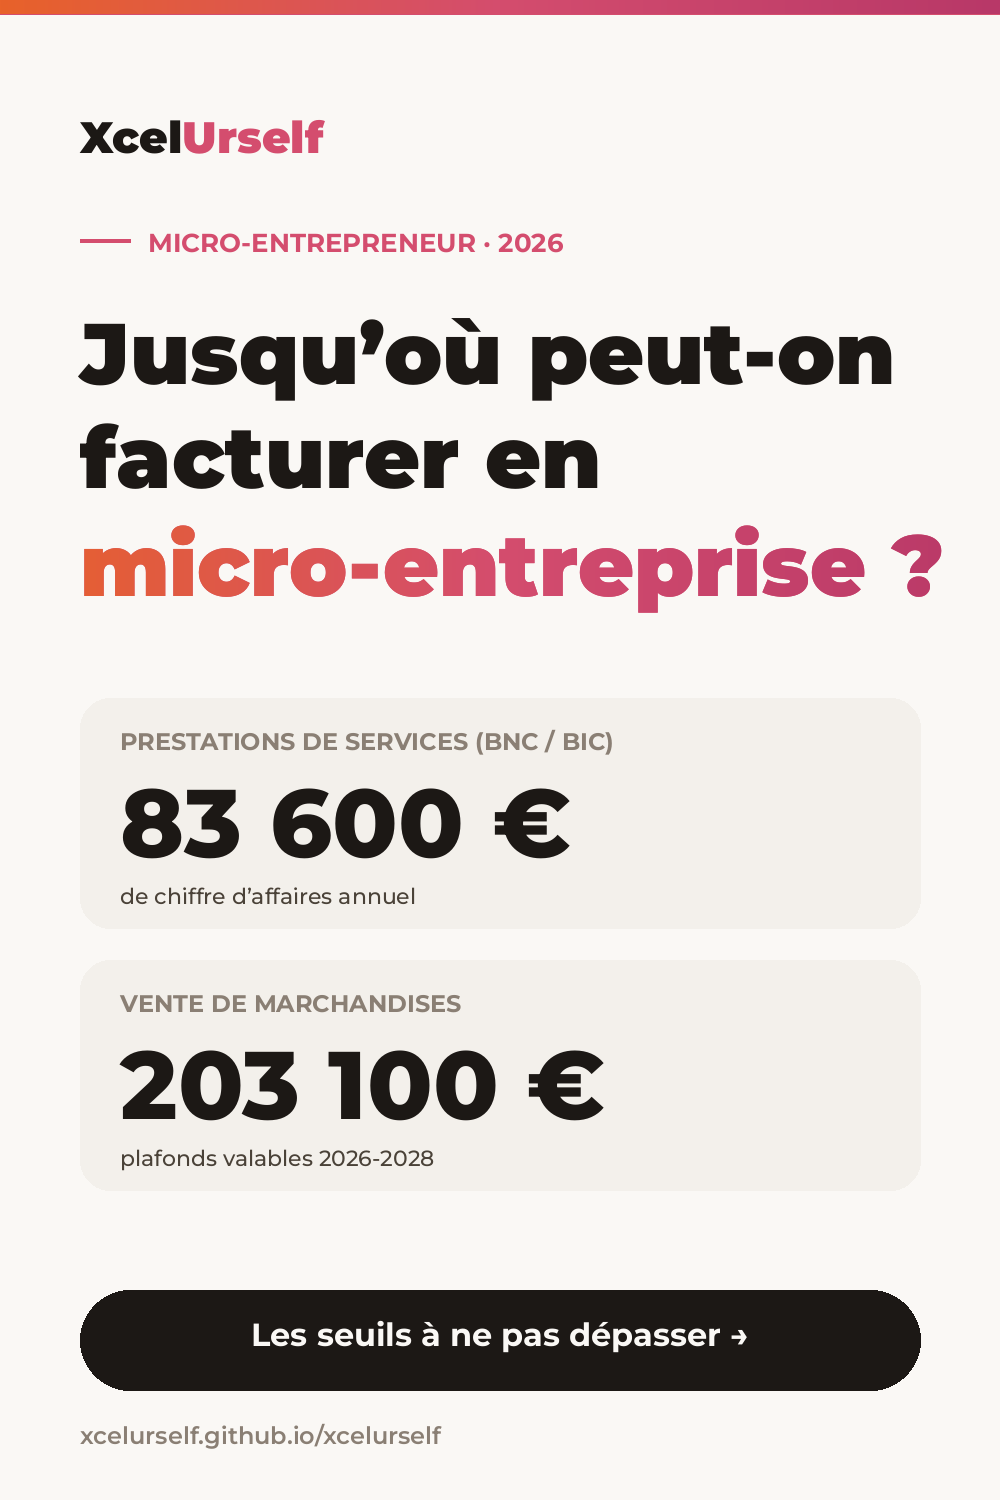 XcelUrself
MICRO-ENTREPRENEUR · 2026
Jusqu’où peut-on
facturer en
micro-entreprise ?
PRESTATIONS DE SERVICES (BNC / BIC)
83 600 €
de chiffre d’affaires annuel
VENTE DE MARCHANDISES
203 100 €
plafonds valables 2026-2028
Les seuils à ne pas dépasser →
xcelurself.github.io/xcelurself